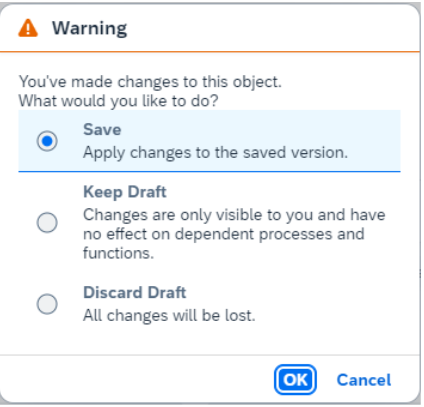 Warning
You've made changes to this object.
What would you like to do?
Save
Apply changes to the saved version.
Keep Draft
Changes are only visible to you and have
no effect on dependent processes and
functions.
Discard Draft
All changes will be lost.
OK Cancel